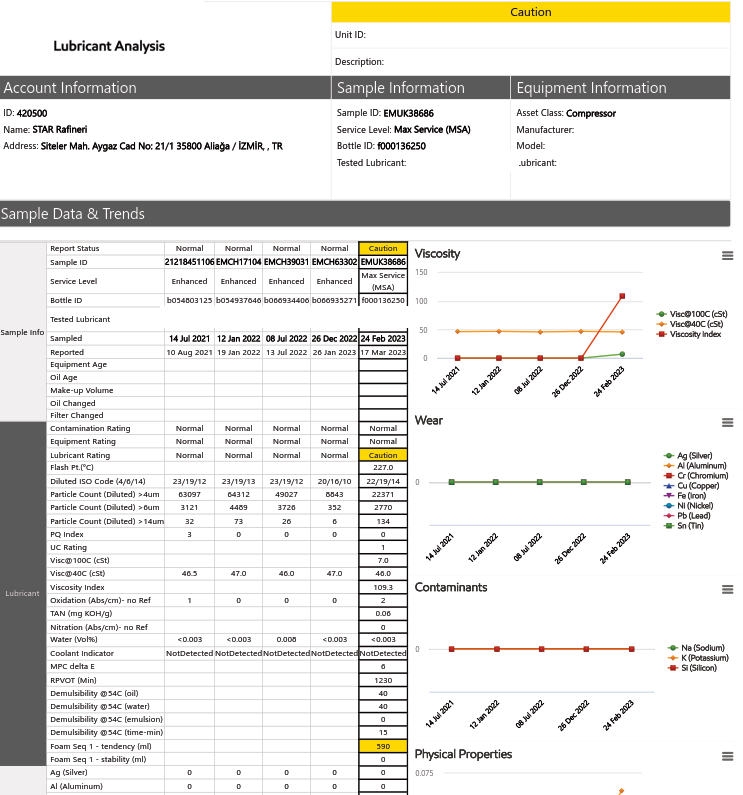 Caution
Lubricant Analysis
Unit ID:
Description:
Account Information
Sample Information
Equipment Information
ID: 420500
Name: STAR Rafineri
Address: Siteler Mah. Aygaz Cad No: 21/1 35800 Aliağa / İZMİR, , TR
Sample ID: EMUK38686
Service Level: Max Service (MSA)
Bottle ID: f000136250
Tested Lubricant:
Asset Class: Compressor
Manufacturer:
Model:
.ubricant:
Sample Data & Trends
Sample Info
Report Status Normal Normal Normal Normal Caution
Sample ID 21218451106 EMCH17104 EMCH39031 EMCH63302 EMUK38686
Service Level Enhanced Enhanced Enhanced Enhanced Max Service (MSA)
Bottle ID b054803125 b054937646 b066934406 b066935271 f000136250
Tested Lubricant
Sampled 14 Jul 2021 12 Jan 2022 08 Jul 2022 26 Dec 2022 24 Feb 2023
Reported 10 Aug 2021 19 Jan 2022 13 Jul 2022 26 Jan 2023 17 Mar 2023
Equipment Age
Oil Age
Make-up Volume
Oil Changed
Filter Changed
Lubricant
Contamination Rating Normal Normal Normal Normal Normal
Equipment Rating Normal Normal Normal Normal Normal
Lubricant Rating Normal Normal Normal Normal Caution
Flash Pt.(°C) 227.0
Diluted ISO Code (4/6/14) 23/19/12 23/19/13 23/19/12 20/16/10 22/19/14
Particle Count (Diluted) >4um 63097 64312 49027 8843 22371
Particle Count (Diluted) >6um 3121 4489 3726 352 2770
Particle Count (Diluted) >14um 32 73 26 6 134
PQ Index 3 0 0 0 0
UC Rating 1
Visc@100C (cSt) 7.0
Visc@40C (cSt) 46.5 47.0 46.0 47.0 46.0
Viscosity Index 109.3
Oxidation (Abs/cm)- no Ref 1 0 0 0 2
TAN (mg KOH/g) 0.06
Nitration (Abs/cm)- no Ref 0
Water (Vol%) <0.003 <0.003 0.008 <0.003 <0.003
Coolant Indicator NotDetected NotDetected NotDetected NotDetected NotDetected
MPC delta E 6
RPVOT (Min) 1230
Demulsibility @54C (oil) 40
Demulsibility @54C (water) 40
Demulsibility @54C (emulsion) 0
Demulsibility @54C (time-min) 15
Foam Seq 1 - tendency (ml) 590
Foam Seq 1 - stability (ml) 0
Ag (Silver) 0 0 0 0 0
Al (Aluminum) 0 0 0 0 0
Viscosity
150
100
50
0
14 Jul 2021 12 Jan 2022 08 Jul 2022 26 Dec 2022 24 Feb 2023
Visc@100C (cSt)
Visc@40C (cSt)
Viscosity Index
Wear
0
14 Jul 2021 12 Jan 2022 08 Jul 2022 26 Dec 2022 24 Feb 2023
Ag (Silver)
Al (Aluminum)
Cr (Chromium)
Cu (Copper)
Fe (Iron)
Ni (Nickel)
Pb (Lead)
Sn (Tin)
Contaminants
0
14 Jul 2021 12 Jan 2022 08 Jul 2022 26 Dec 2022 24 Feb 2023
Na (Sodium)
K (Potassium)
Si (Silicon)
Physical Properties
0.075